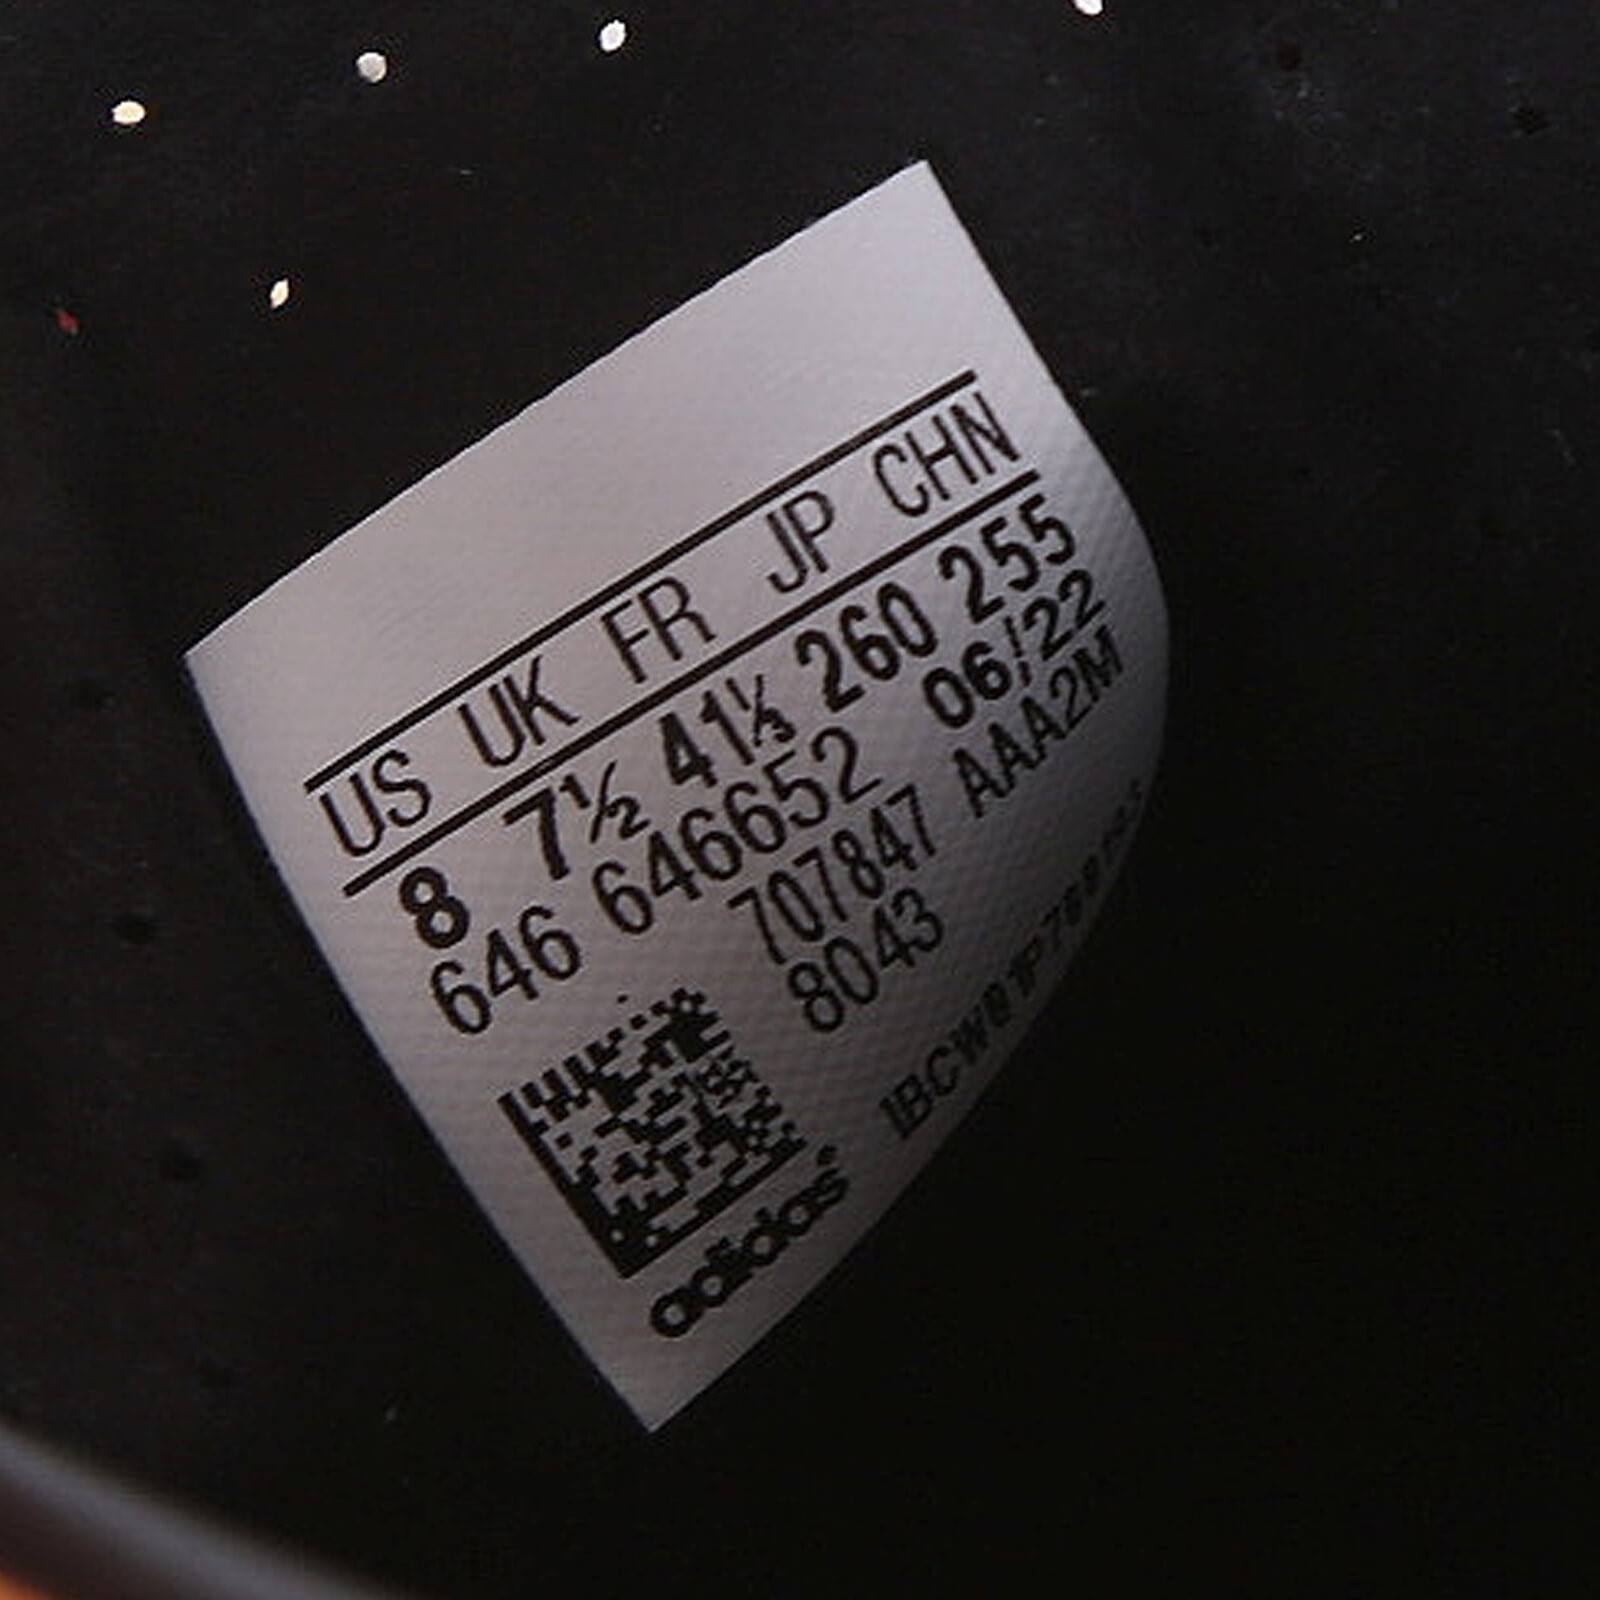 US UK FR JP CHN
8 7½ 41⅓ 260 255
646 646652 06/22
707847 AAA2M
8043
adidas